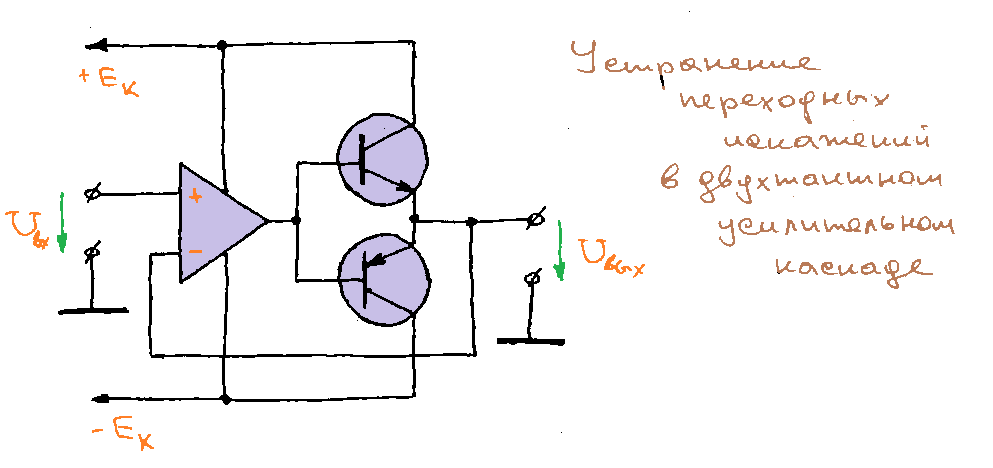 + Eк
Устранение
переходных
искажений
в двухтактном
усилительном
каскаде
+
-
Uвх
Uвых
- Eк